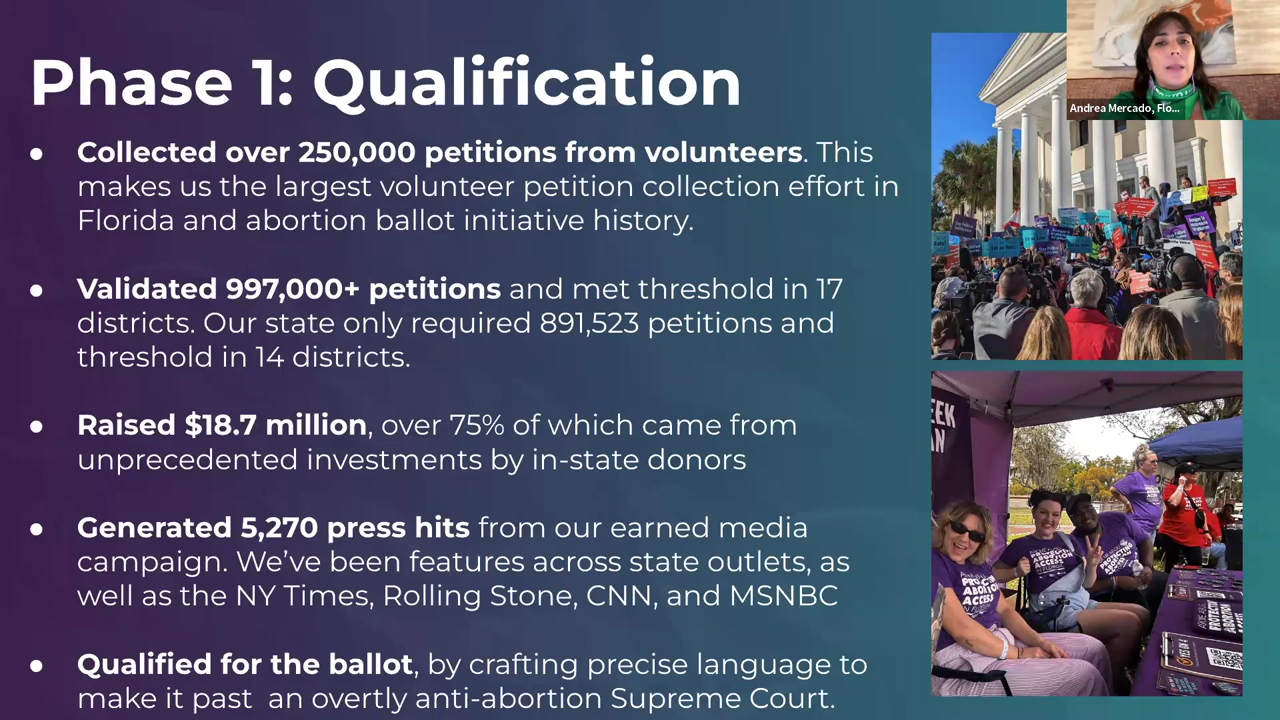 Phase 1: Qualification
● Collected over 250,000 petitions from volunteers. This
makes us the largest volunteer petition collection effort in
Florida and abortion ballot initiative history.
● Validated 997,000+ petitions and met threshold in 17
districts. Our state only required 891,523 petitions and
threshold in 14 districts.
● Raised $18.7 million, over 75% of which came from
unprecedented investments by in-state donors
● Generated 5,270 press hits from our earned media
campaign. We’ve been features across state outlets, as
well as the NY Times, Rolling Stone, CNN, and MSNBC
● Qualified for the ballot, by crafting precise language to
make it past  an overtly anti-abortion Supreme Court.
Andrea Mercado, Flo...
PROTECTING
ABORTION
ACCESS
IN FLORIDA